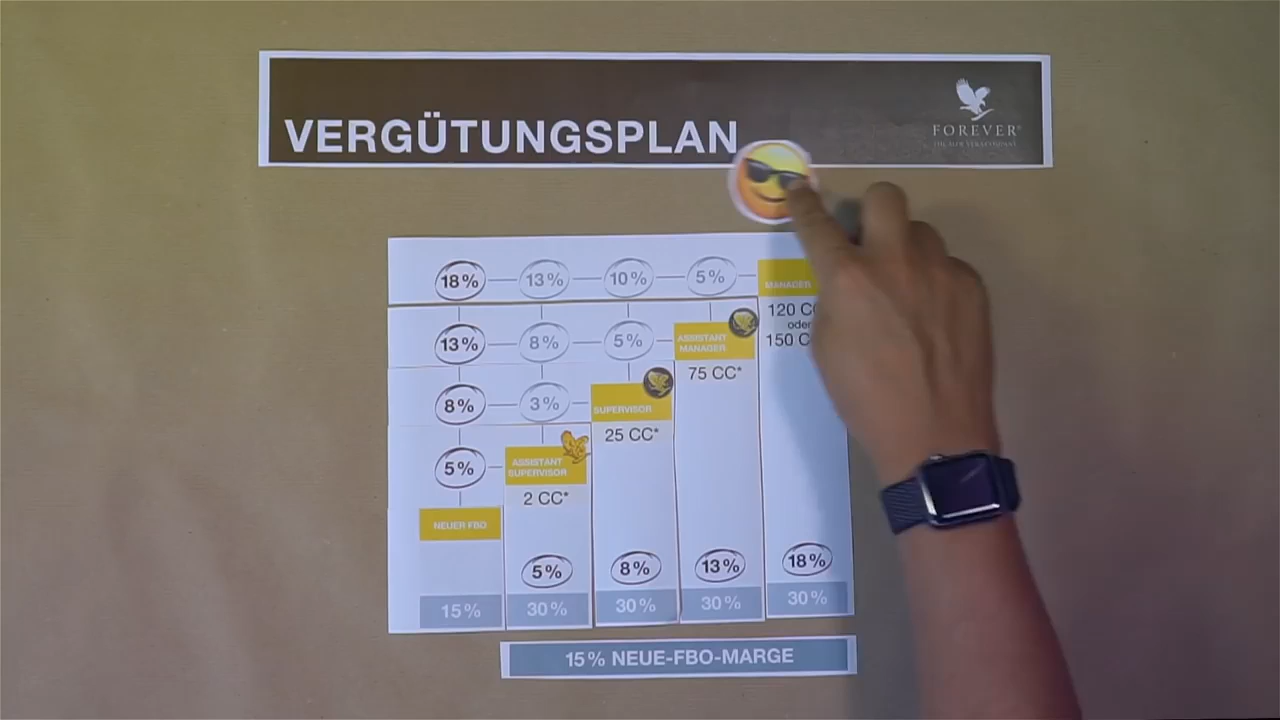 VERGÜTUNGSPLAN
FOREVER
18% 13% 10% 5% MANAGER
120
oder
150
13% 8% 5% ASSISTANT MANAGER
75 CC*
8% 3% SUPERVISOR
25 CC*
5% ASSISTANT SUPERVISOR
2 CC*
NEUER FBO
5% 8% 13% 18%
15% 30% 30% 30% 30%
15% NEUE-FBO-MARGE